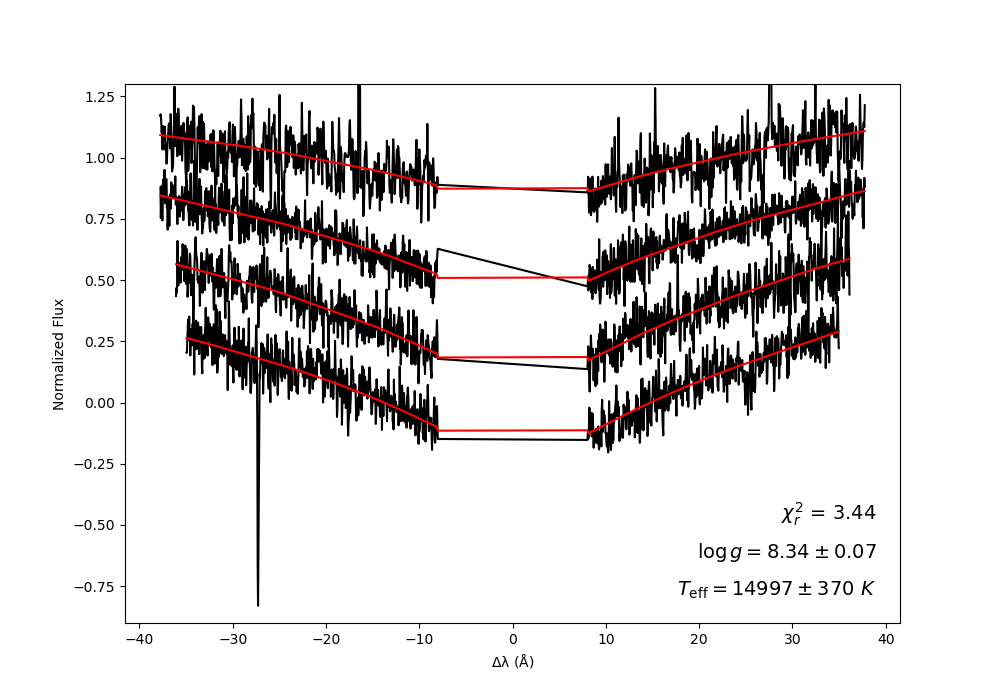 1.25
1.00
0.75
0.50
0.25
0.00
−0.25
−0.50
−0.75
Normalized Flux
χ²ᵣ = 3.44
log g = 8.34 ± 0.07
T_eff = 14997 ± 370 K
−40 −30 −20 −10 0 10 20 30 40
Δλ (Å)